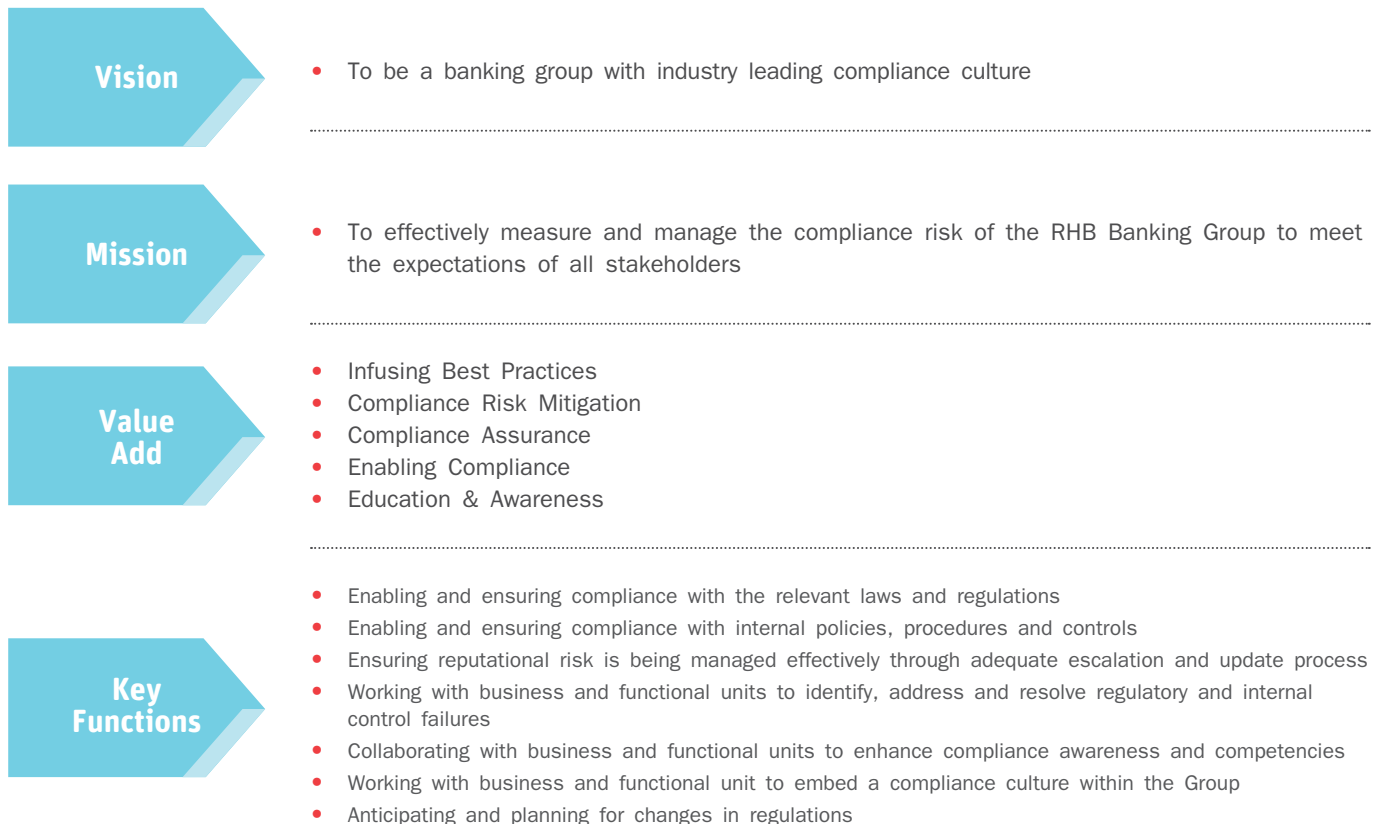 Vision
• To be a banking group with industry leading compliance culture
Mission
• To effectively measure and manage the compliance risk of the RHB Banking Group to meet
the expectations of all stakeholders
Value
Add
• Infusing Best Practices
• Compliance Risk Mitigation
• Compliance Assurance
• Enabling Compliance
• Education & Awareness
Key
Functions
• Enabling and ensuring compliance with the relevant laws and regulations
• Enabling and ensuring compliance with internal policies, procedures and controls
• Ensuring reputational risk is being managed effectively through adequate escalation and update process
• Working with business and functional units to identify, address and resolve regulatory and internal
control failures
• Collaborating with business and functional units to enhance compliance awareness and competencies
• Working with business and functional unit to embed a compliance culture within the Group
• Anticipating and planning for changes in regulations